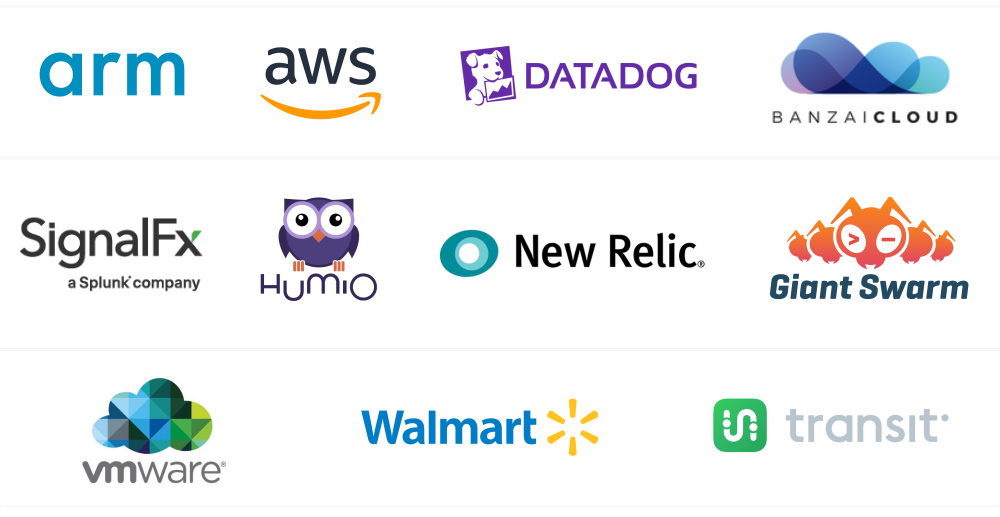 arm
aws
DATADOG
BANZAICLOUD
SignalFx
a Splunk® company
HUMIO
New Relic®
Giant Swarm
vmware®
Walmart
transit